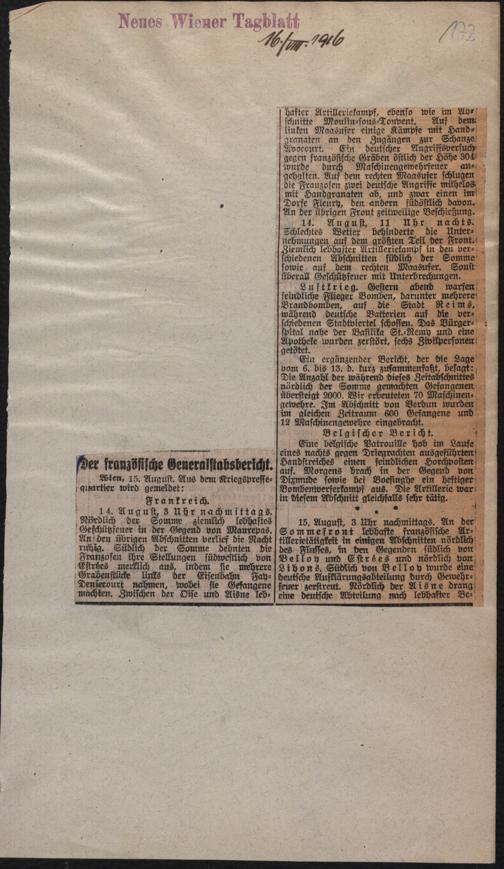 Neues Wiener Tagblatt
16./VIII. 1916
172
Der französische Generalstabsbericht.
Wien, 15. August. Aus dem Kriegspresse-
quartier wird gemeldet:
Frankreich.
14. August, 3 Uhr nachmittags.
Nördlich der Somme ziemlich lebhaftes
Geschützfeuer in der Gegend von Maurepas.
An den übrigen Abschnitten verlief die Nacht
ruhig. Südlich der Somme dehnten die
Franzosen ihre Stellungen südwestlich von
Estrées merklich aus, indem sie mehrere
Grabenstücke links der Eisenbahn Fay-
Deniecourt nahmen, wobei sie Gefangene
machten. Zwischen der Oise und Aisne leb-
hafter Artilleriekampf, ebenso wie im Ab-
schnitte Moulin-sous-Touvent. Auf dem
linken Maasufer einige Kämpfe mit Hand-
granaten an den Zugängen zur Schanze
Avocourt. Ein deutscher Angriffsversuch
gegen französische Gräben östlich der Höhe 304
wurde durch Maschinengewehrfeuer an-
gehalten. Auf dem rechten Maasufer schlugen
die Franzosen zwei deutsche Angriffe mühelos
mit Handgranaten ab, und zwar einen im
Dorfe Fleury, den andern südöstlich davon.
An der übrigen Front zeitweilige Beschießung.
14. August, 11 Uhr nachts.
Schlechtes Wetter behinderte die Unter-
nehmungen auf dem größten Teil der Front.
Ziemlich lebhafter Artilleriekampf in den ver-
schiedenen Abschnitten südlich der Somme
sowie auf dem rechten Maasufer. Sonst
überall Geschützfeuer mit Unterbrechungen.
Luftkrieg. Gestern abend warfen
feindliche Flieger Bomben, darunter mehrere
Brandbomben, auf die Stadt Reims,
während deutsche Batterien auf die ver-
schiedenen Stadtviertel schossen. Das Bürger-
spital nahe der Basilika St.-Remy und eine
Apotheke wurden zerstört, sechs Zivilpersonen
getötet.
Ein ergänzender Bericht, der die Lage
vom 6. bis 13. d. kurz zusammenfaßt, besagt:
Die Anzahl der während dieses Zeitabschnittes
nördlich der Somme gemachten Gefangenen
übersteigt 2000. Wir erbeuteten 70 Maschinen-
gewehre. Im Abschnitt von Verdun wurden
im gleichen Zeitraum 600 Gefangene und
12 Maschinengewehre eingebracht.
Belgischer Bericht.
Eine belgische Patrouille hob im Laufe
eines nachts gegen Driegrachten ausgeführten
Handstreiches einen feindlichen Horchposten
auf. Morgens brach in der Gegend von
Dixmude sowie bei Boesinghe ein heftiger
Bombenwerferkampf aus. Die Artillerie war
in diesem Abschnitt gleichfalls sehr tätig.
* * *
15. August, 3 Uhr nachmittags. An der
Sommefront lebhafte französische Ar-
tillerietätigkeit in einigen Abschnitten nördlich
des Flusses, in den Gegenden südlich von
Belloy und Estrées und nördlich von
Lihons. Südlich von Belloy wurde eine
deutsche Aufklärungsabteilung durch Gewehr-
feuer zerstreut. Nördlich der Aisne drang
eine deutsche Abteilung nach lebhafter Be-